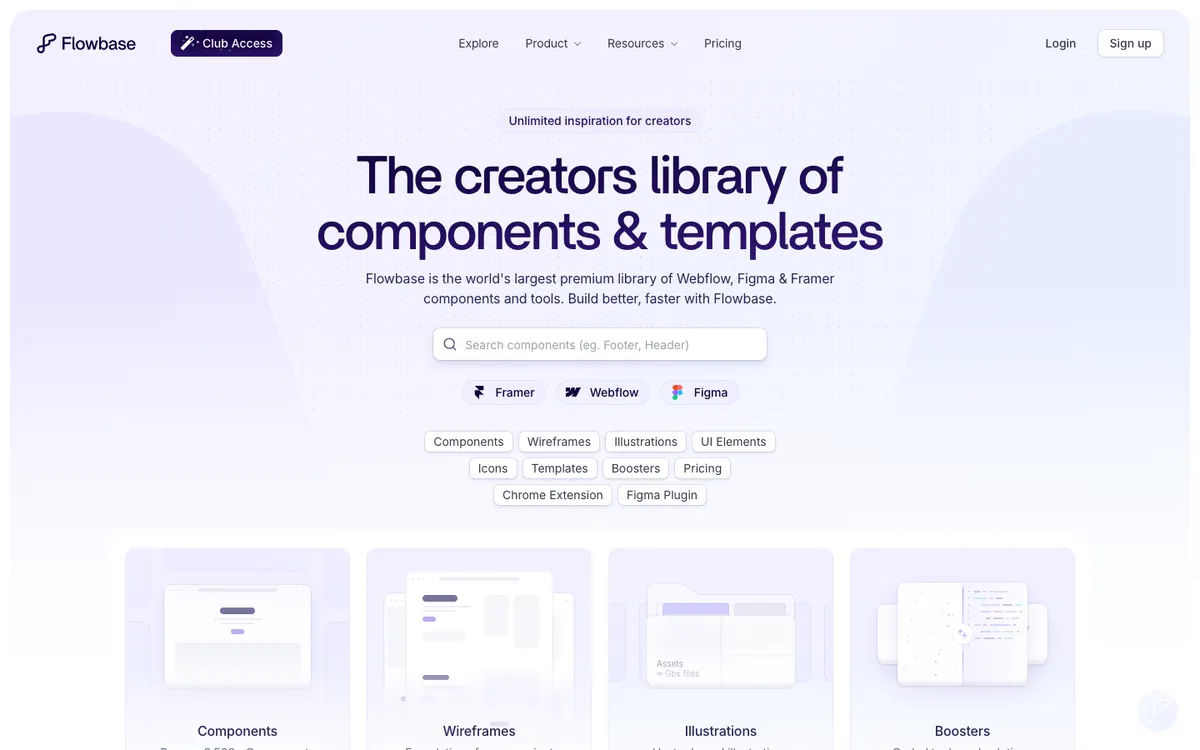 Flowbase
Club Access
Explore
Product
Resources
Pricing
Login
Sign up
Unlimited inspiration for creators
The creators library of
components & templates
Flowbase is the world's largest premium library of Webflow, Figma & Framer
components and tools. Build better, faster with Flowbase.
Search components (eg. Footer, Header)
Framer
Webflow
Figma
Components
Wireframes
Illustrations
UI Elements
Icons
Templates
Boosters
Pricing
Chrome Extension
Figma Plugin
Assets
∞ Gbs files
Components
Wireframes
Illustrations
Boosters